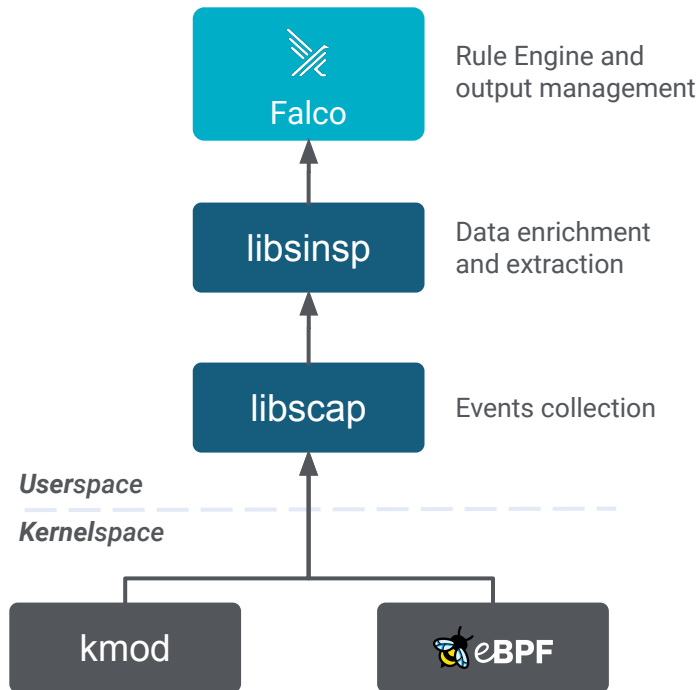 Falco
Rule Engine and
output management
libsinsp
Data enrichment
and extraction
libscap
Events collection
Userspace
Kernelspace
kmod
eBPF